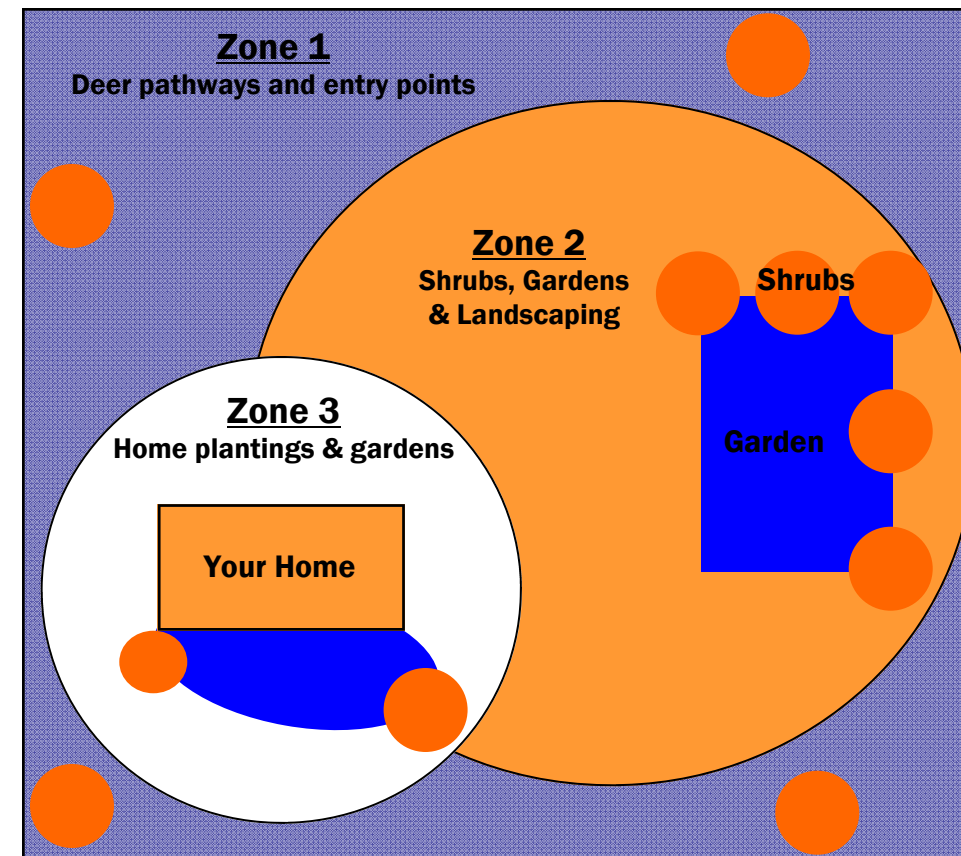 Zone 1
Deer pathways and entry points
Zone 2
Shrubs, Gardens
& Landscaping
Shrubs
Garden
Zone 3
Home plantings & gardens
Your Home